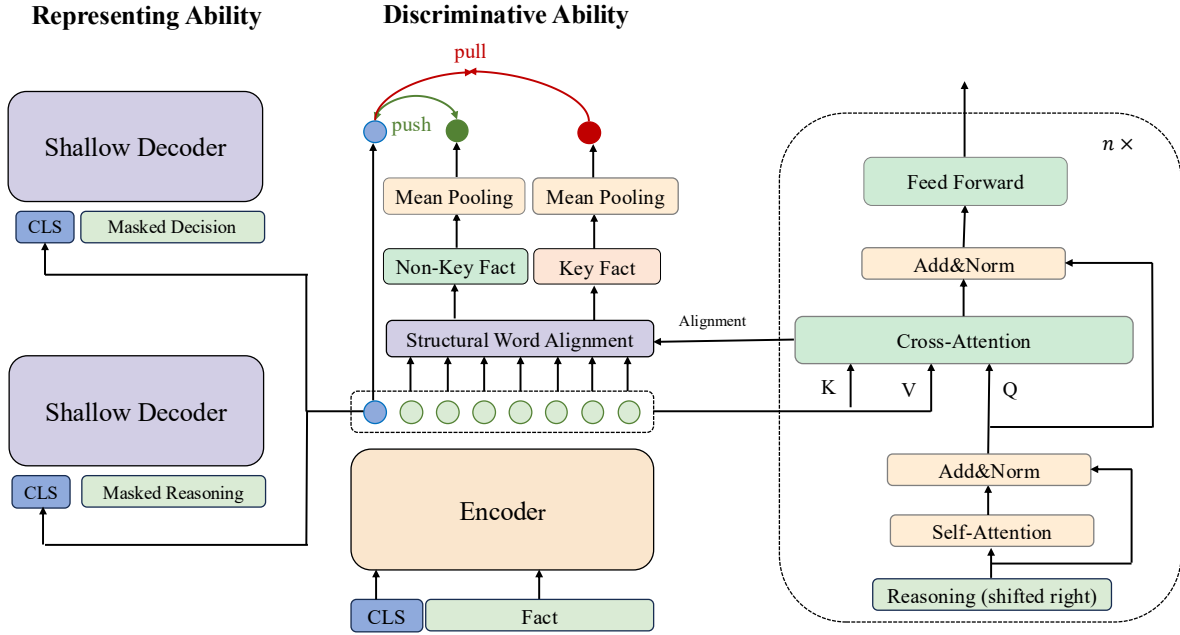 Representing Ability
Discriminative Ability
pull
push
Shallow Decoder
CLS
Masked Decision
Shallow Decoder
CLS
Masked Reasoning
Mean Pooling
Mean Pooling
Non-Key Fact
Key Fact
Structural Word Alignment
Alignment
Encoder
CLS
Fact
n ×
Feed Forward
Add&Norm
Cross-Attention
K
V
Q
Add&Norm
Self-Attention
Reasoning (shifted right)